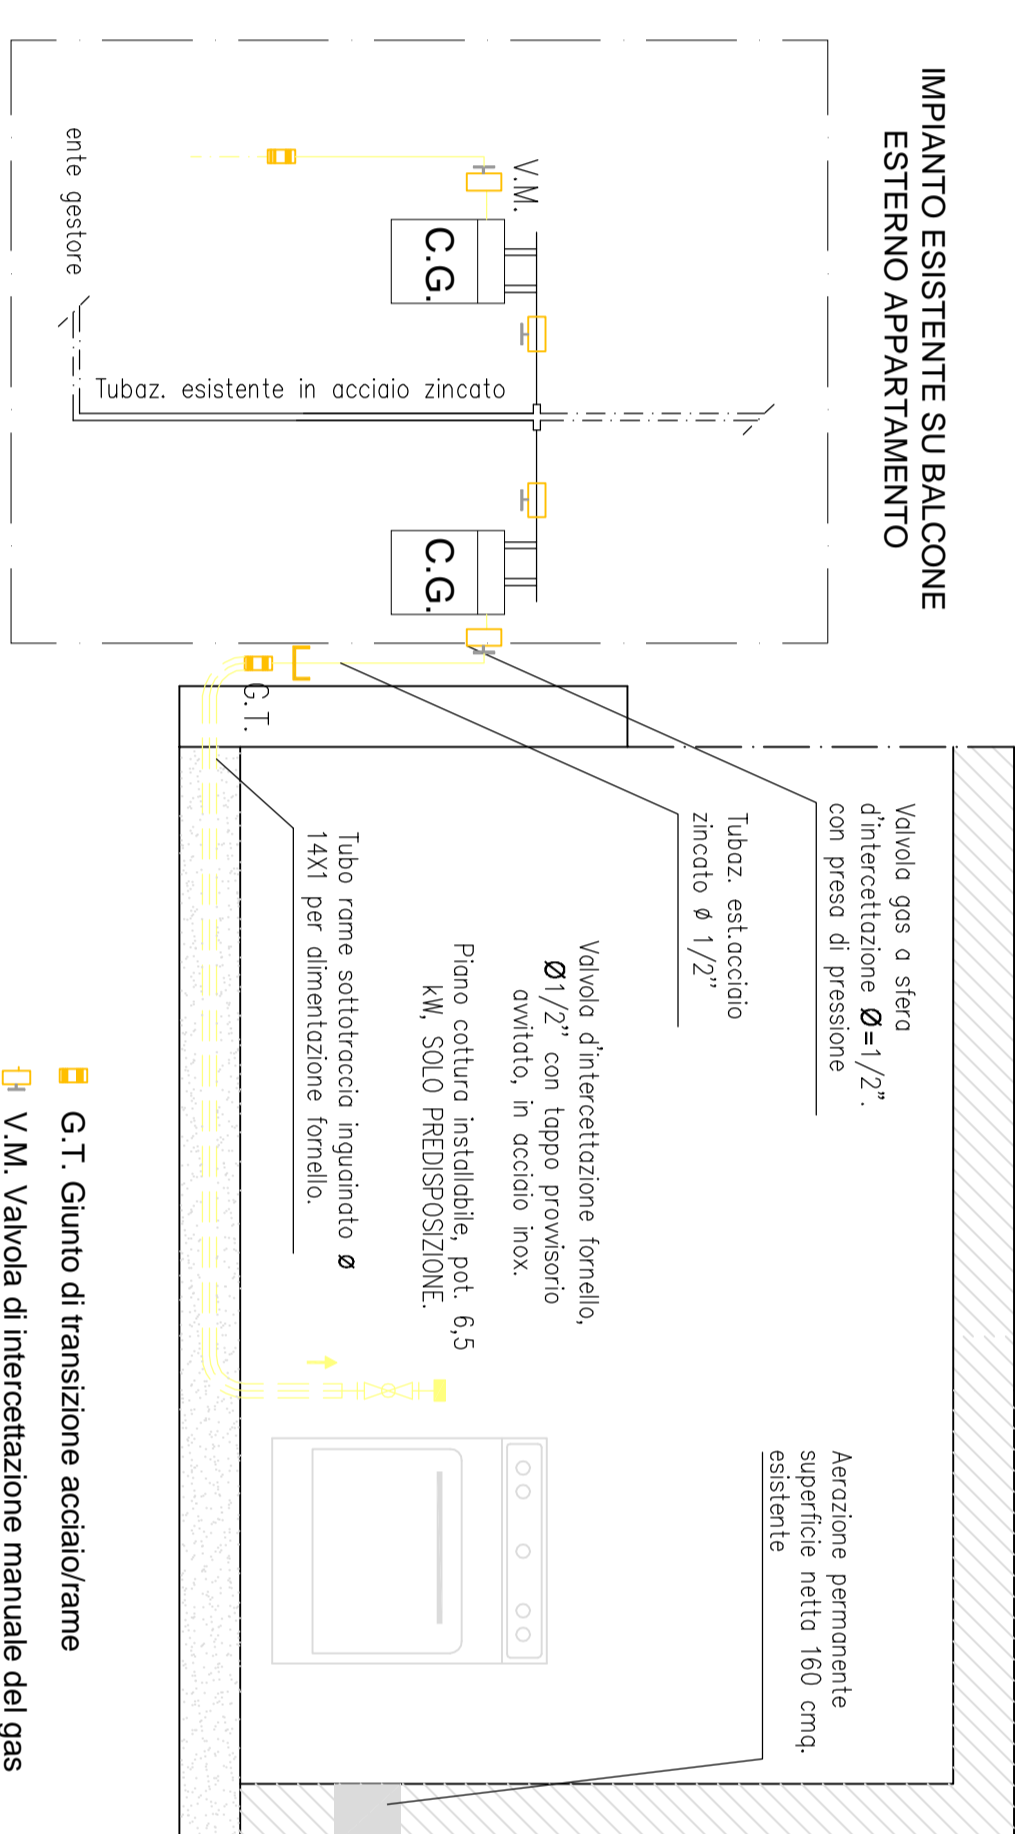 IMPIANTO ESISTENTE SU BALCONE
ESTERNO APPARTAMENTO
V.M.
C.G.
ente gestore
Tubaz. esistente in acciaio zincato
C.G.
G.T.
Valvola gas a sfera
d'intercettazione Ø=1/2".
con presa di pressione
Tubaz. est.acciaio
zincato ø 1/2"
Valvola d'intercettazione fornello,
Ø1/2" con tappo provvisorio
avvitato, in acciaio inox.
Piano cottura installabile, pot. 6,5
kW, SOLO PREDISPOSIZIONE.
Tubo rame sottotraccia inguainato ø
14X1 per alimentazione fornello.
Aerazione permanente
superficie netta 160 cmq.
esistente
G.T. Giunto di transizione acciaio/rame
V.M. Valvola di intercettazione manuale del gas